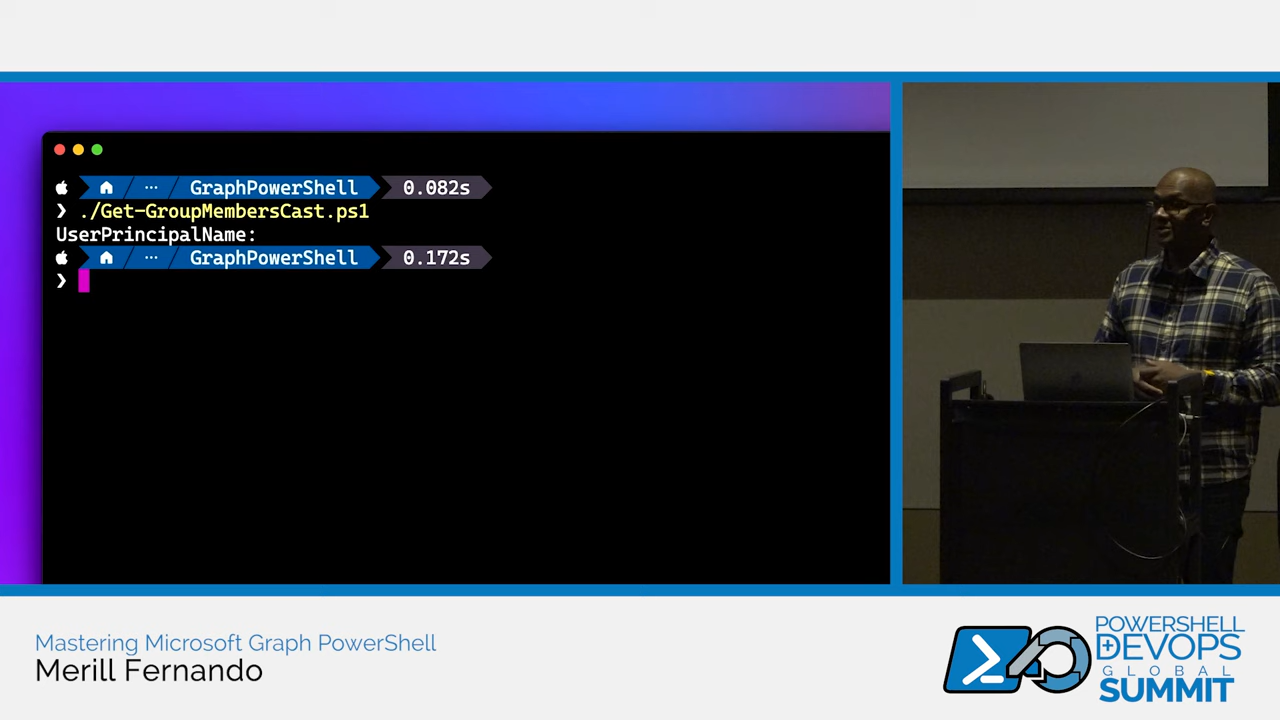 GraphPowerShell 0.082s
❯ ./Get-GroupMembersCast.ps1
UserPrincipalName:
GraphPowerShell 0.172s
❯
Mastering Microsoft Graph PowerShell
Merill Fernando
POWERSHELL
+DEVOPS
GLOBAL
SUMMIT